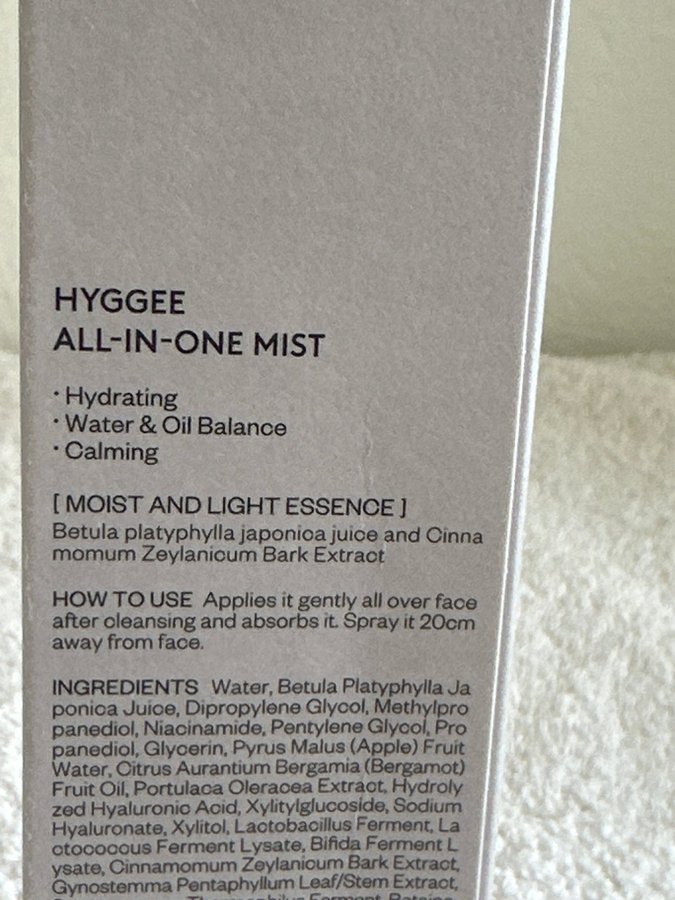 HYGGEE
ALL-IN-ONE MIST
· Hydrating
· Water & Oil Balance
· Calming
[ MOIST AND LIGHT ESSENCE ]
Betula platyphylla japonica juice and Cinna
momum Zeylanicum Bark Extract
HOW TO USE Applies it gently all over face
after cleansing and absorbs it. Spray it 20cm
away from face.
INGREDIENTS Water, Betula Platyphylla Ja
ponica Juice, Dipropylene Glycol, Methylpro
panediol, Niacinamide, Pentylene Glycol, Pro
panediol, Glycerin, Pyrus Malus (Apple) Fruit
Water, Citrus Aurantium Bergamia (Bergamot)
Fruit Oil, Portulaca Oleracea Extract, Hydroly
zed Hyaluronic Acid, Xylitylglucoside, Sodium
Hyaluronate, Xylitol, Lactobacillus Ferment, La
ctococcus Ferment Lysate, Bifida Ferment L
ysate, Cinnamomum Zeylanicum Bark Extract,
Gynostemma Pentaphyllum Leaf/Stem Extract,